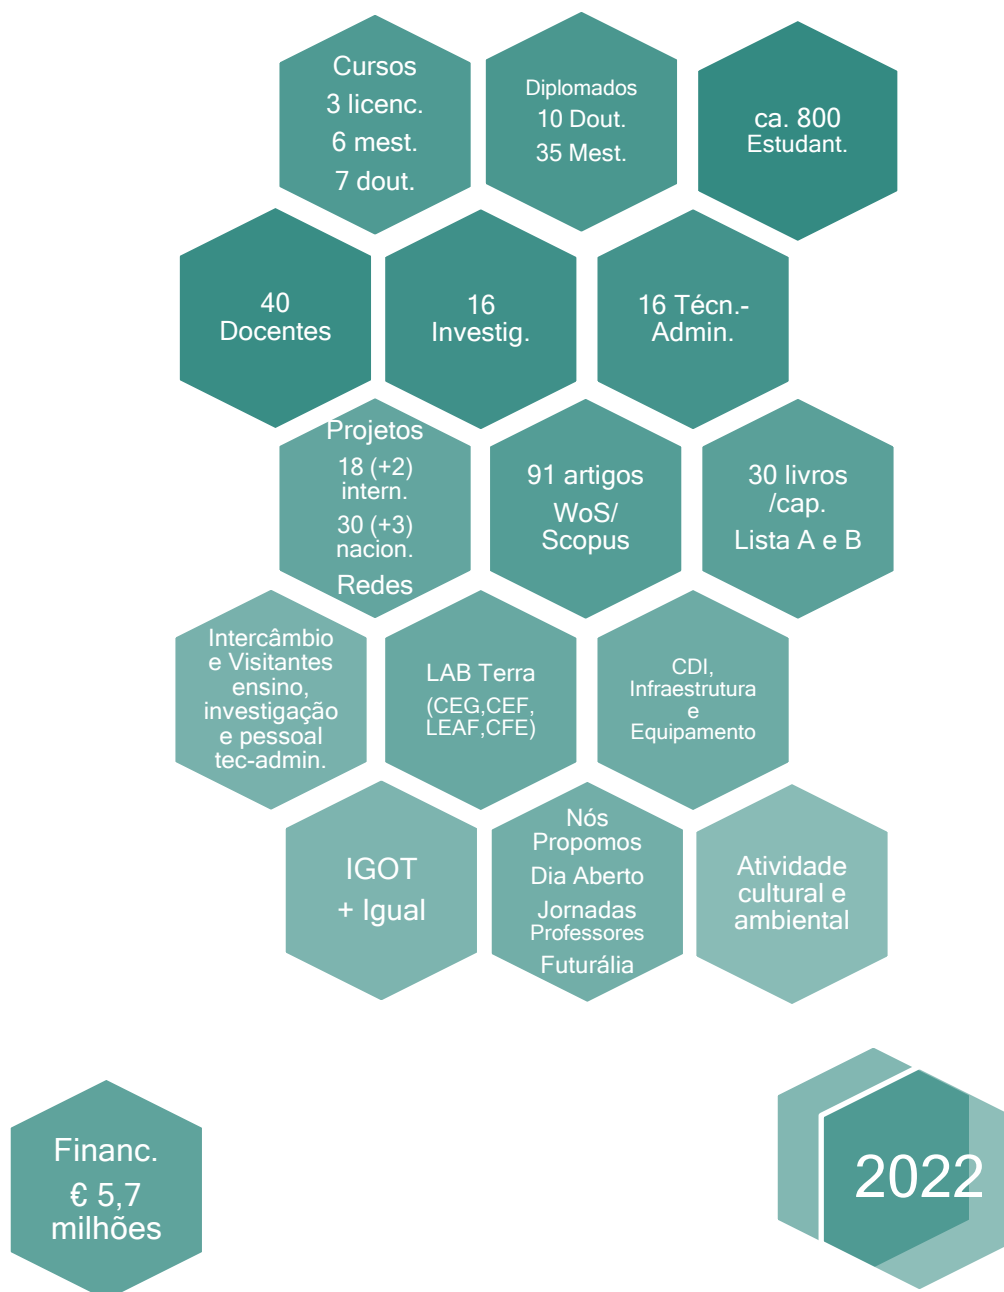 Cursos
3 licenc.
6 mest.
7 dout.
Diplomados
10 Dout.
35 Mest.
ca. 800
Estudant.
40
Docentes
16
Investig.
16 Técn.-
Admin.
Projetos
18 (+2)
intern.
30 (+3)
nacion.
Redes
91 artigos
WoS/
Scopus
30 livros
/cap.
Lista A e B
Intercâmbio
e Visitantes
ensino,
investigação
e pessoal
tec-admin.
LAB Terra
(CEG,CEF,
LEAF,CFE)
CDI,
Infraestrutura
e
Equipamento
IGOT
+ Igual
Nós
Propomos
Dia Aberto
Jornadas
Professores
Futurália
Atividade
cultural e
ambiental
Financ.
€ 5,7
milhões
2022